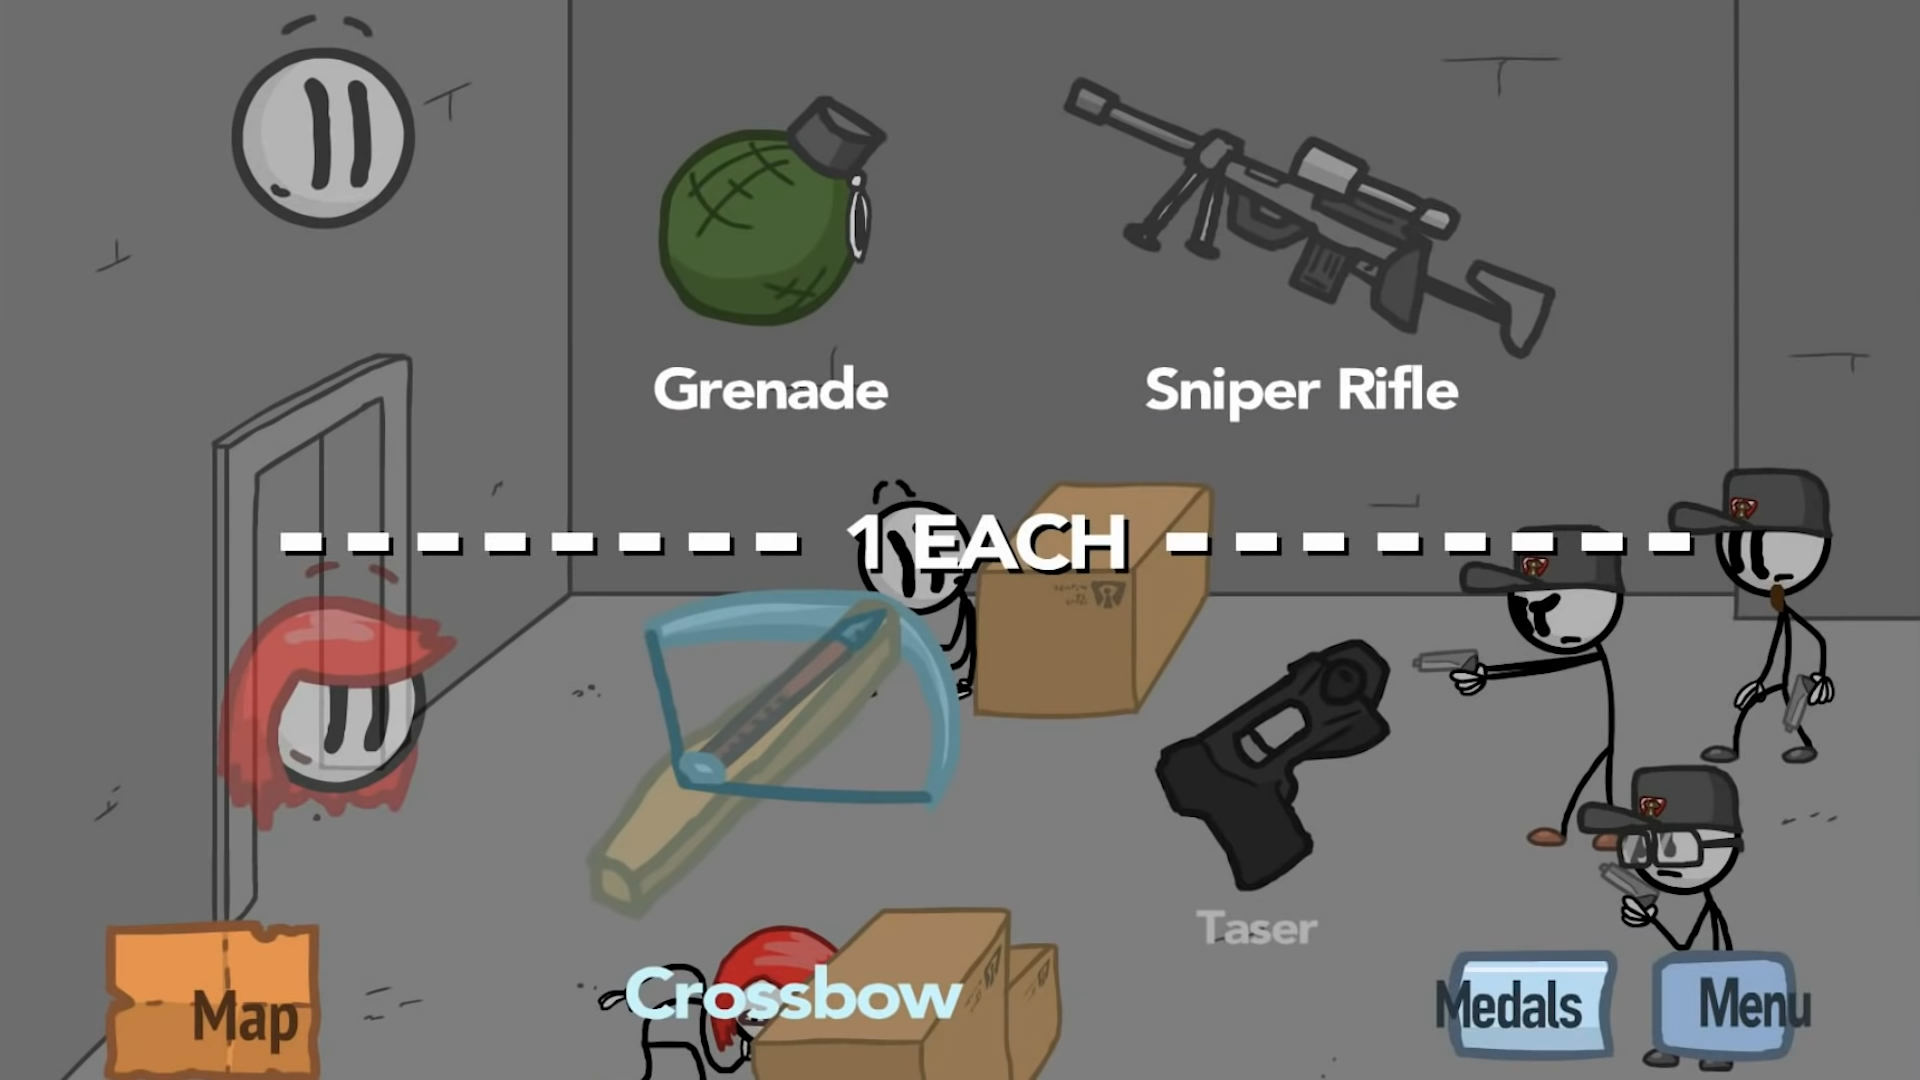 Grenade
Sniper Rifle
1 EACH
Taser
Crossbow
Map
Medals
Menu